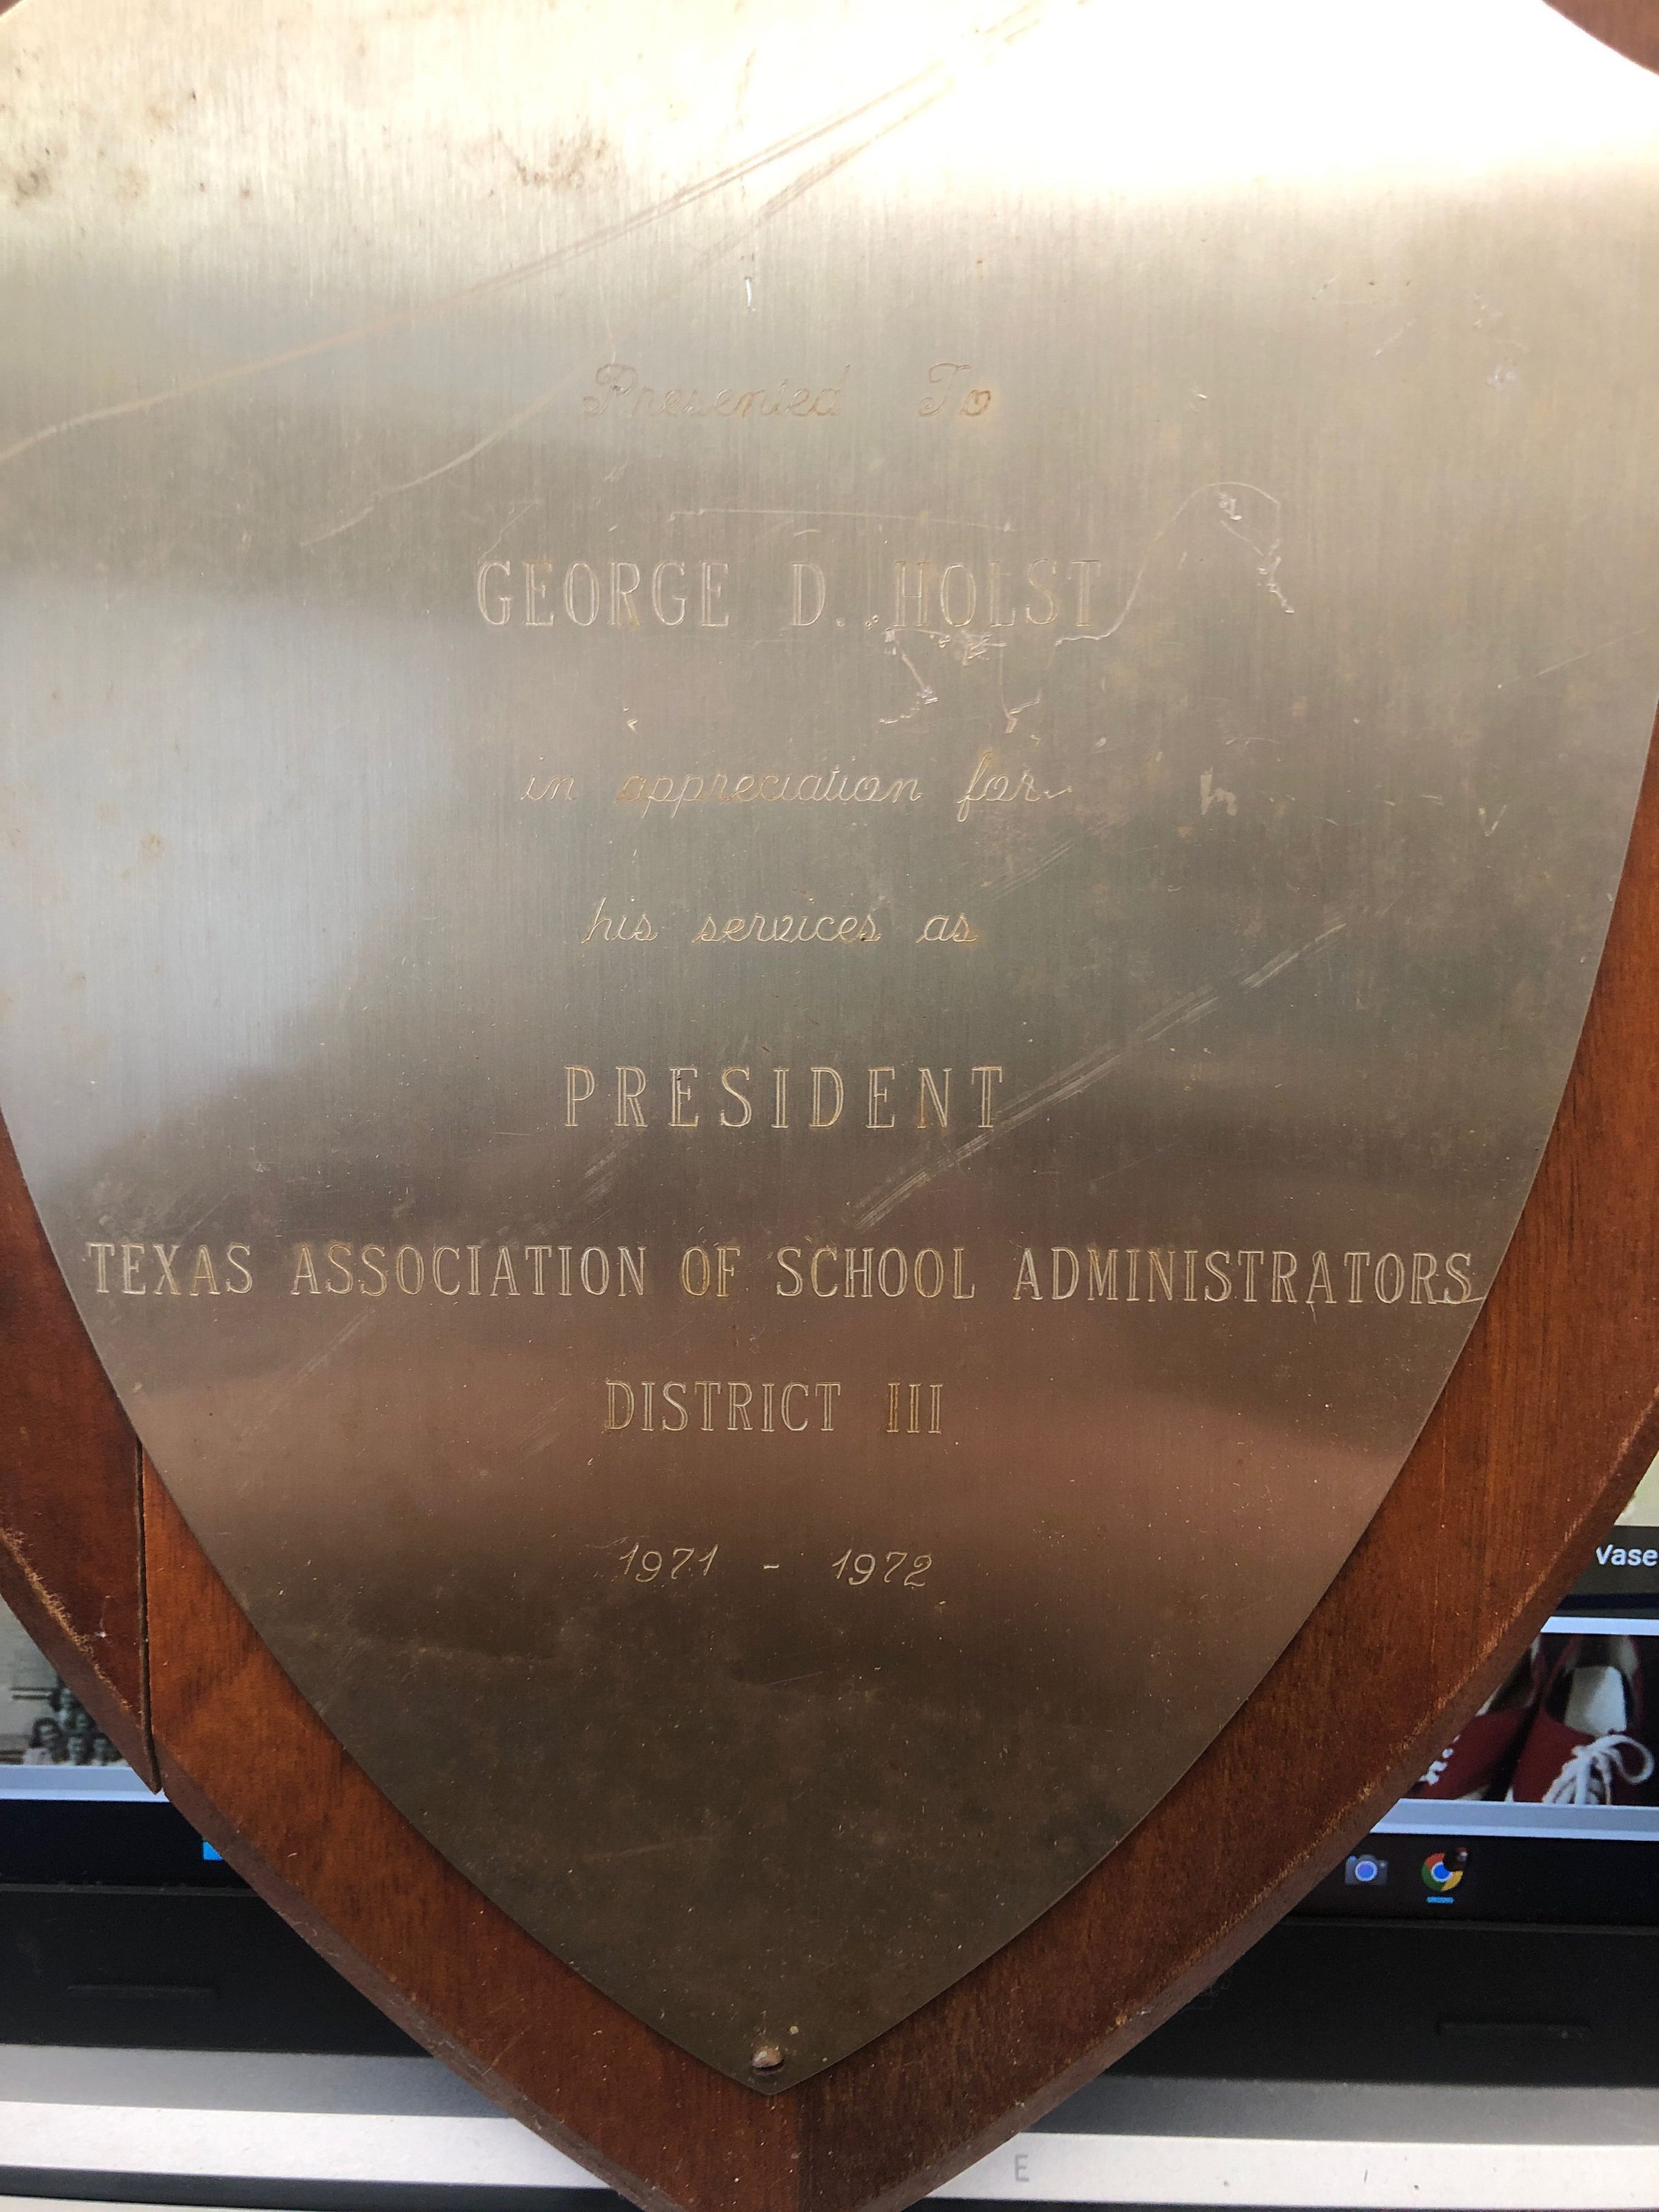 Presented To
GEORGE D. HOLST
in appreciation for
his services as
PRESIDENT
TEXAS ASSOCIATION OF SCHOOL ADMINISTRATORS
DISTRICT III
1971 - 1972
Vase
E